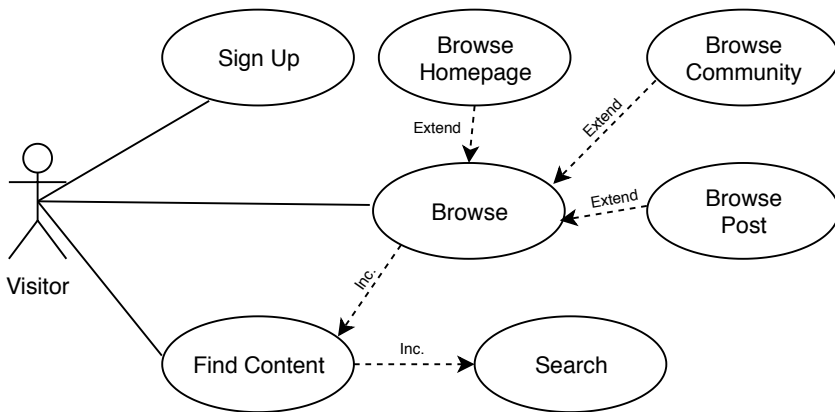 Sign Up
Browse
Homepage
Browse
Community
Extend
Extend
Browse
Extend
Browse
Post
Visitor
Inc.
Find Content
Inc.
Search